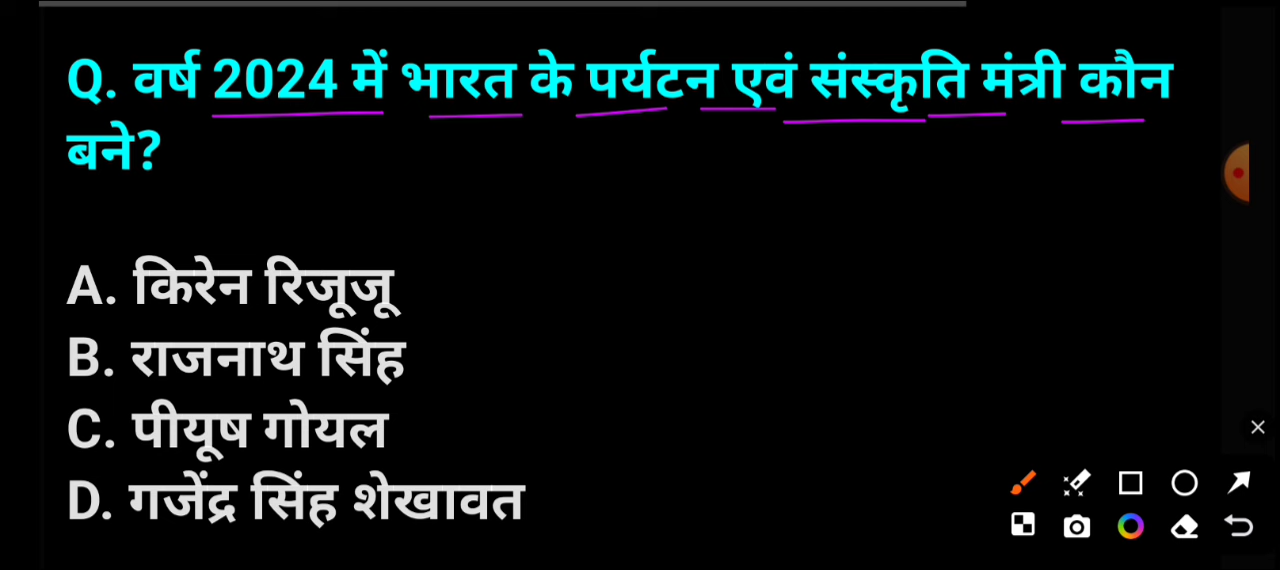 Q. वर्ष 2024 में भारत के पर्यटन एवं संस्कृति मंत्री कौन
बने?
A. किरेन रिजूजू
B. राजनाथ सिंह
C. पीयूष गोयल
D. गजेंद्र सिंह शेखावत